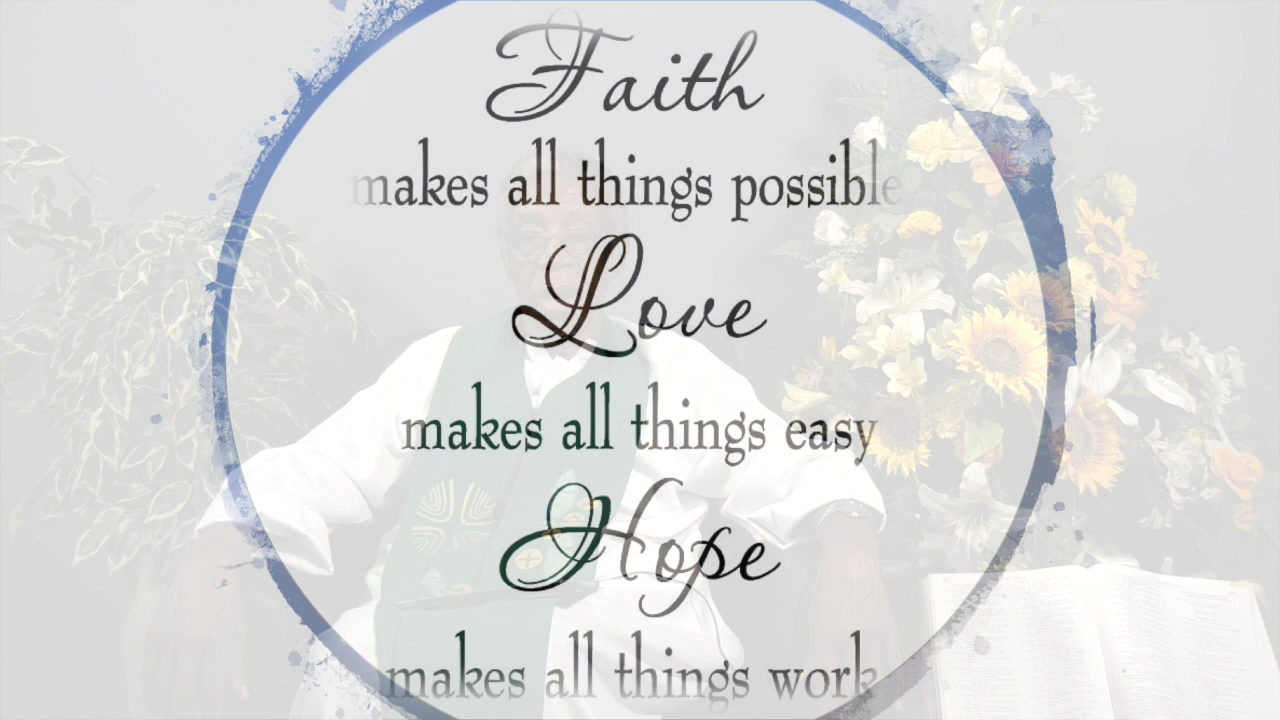 Faith
makes all things possible
Love
makes all things easy
Hope
makes all things work